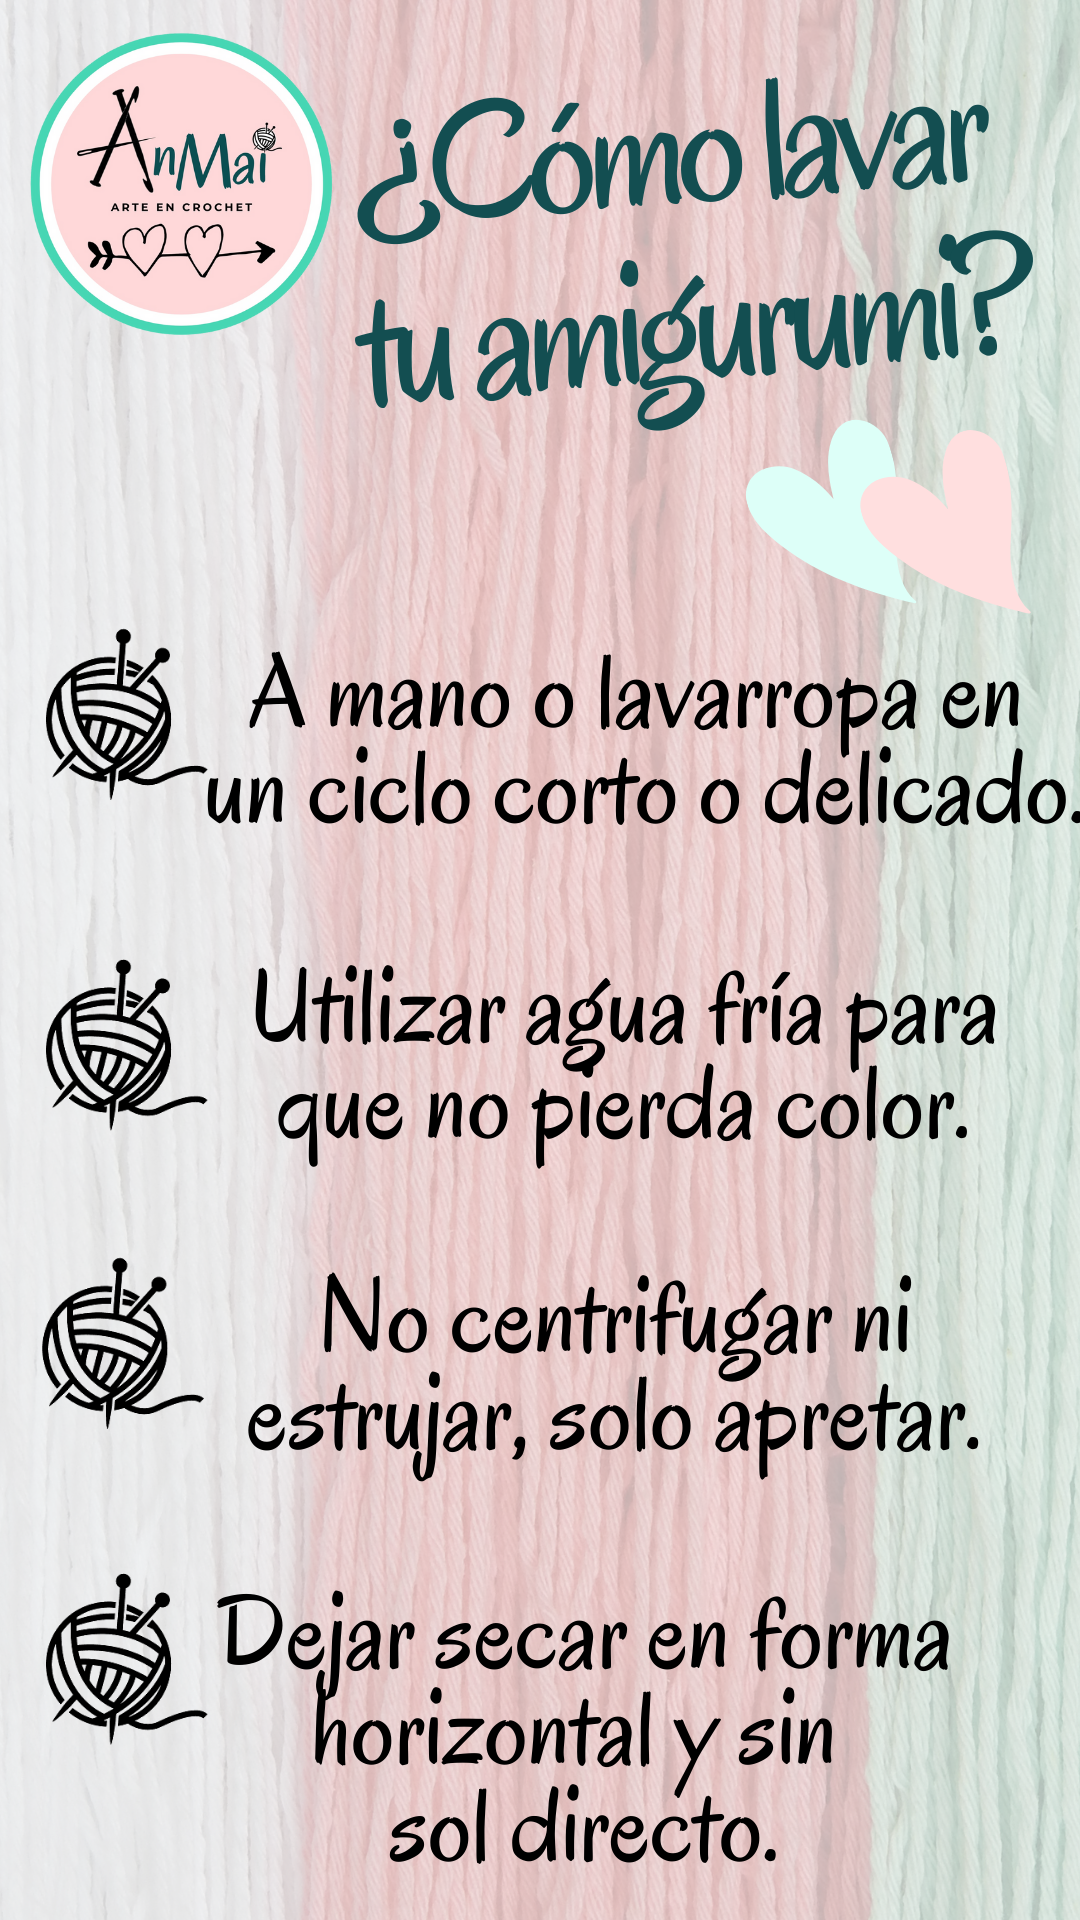 AnMai
ARTE EN CROCHET
¿Cómo lavar
tu amigurumi?
A mano o lavarropa en
un ciclo corto o delicado.
Utilizar agua fría para
que no pierda color.
No centrifugar ni
estrujar, solo apretar.
Dejar secar en forma
horizontal y sin
sol directo.